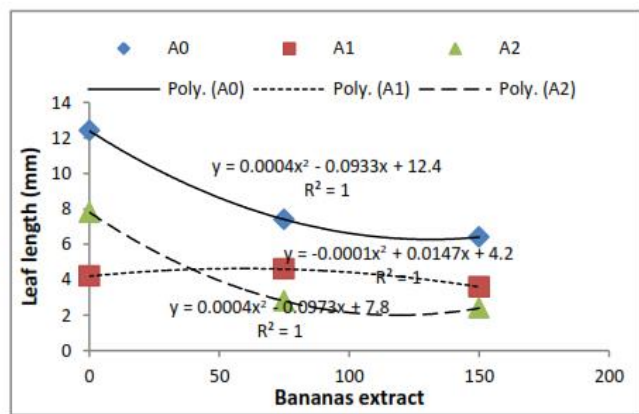 A0 A1 A2
Poly. (A0) Poly. (A1) Poly. (A2)
Leaf length (mm)
14
12
10
8
6
4
2
0
y = 0.0004x² - 0.0933x + 12.4
R² = 1
y = -0.0001x² + 0.0147x + 4.2
R² = 1
y = 0.0004x² - 0.0973x + 7.8
R² = 1
0 50 100 150 200
Bananas extract